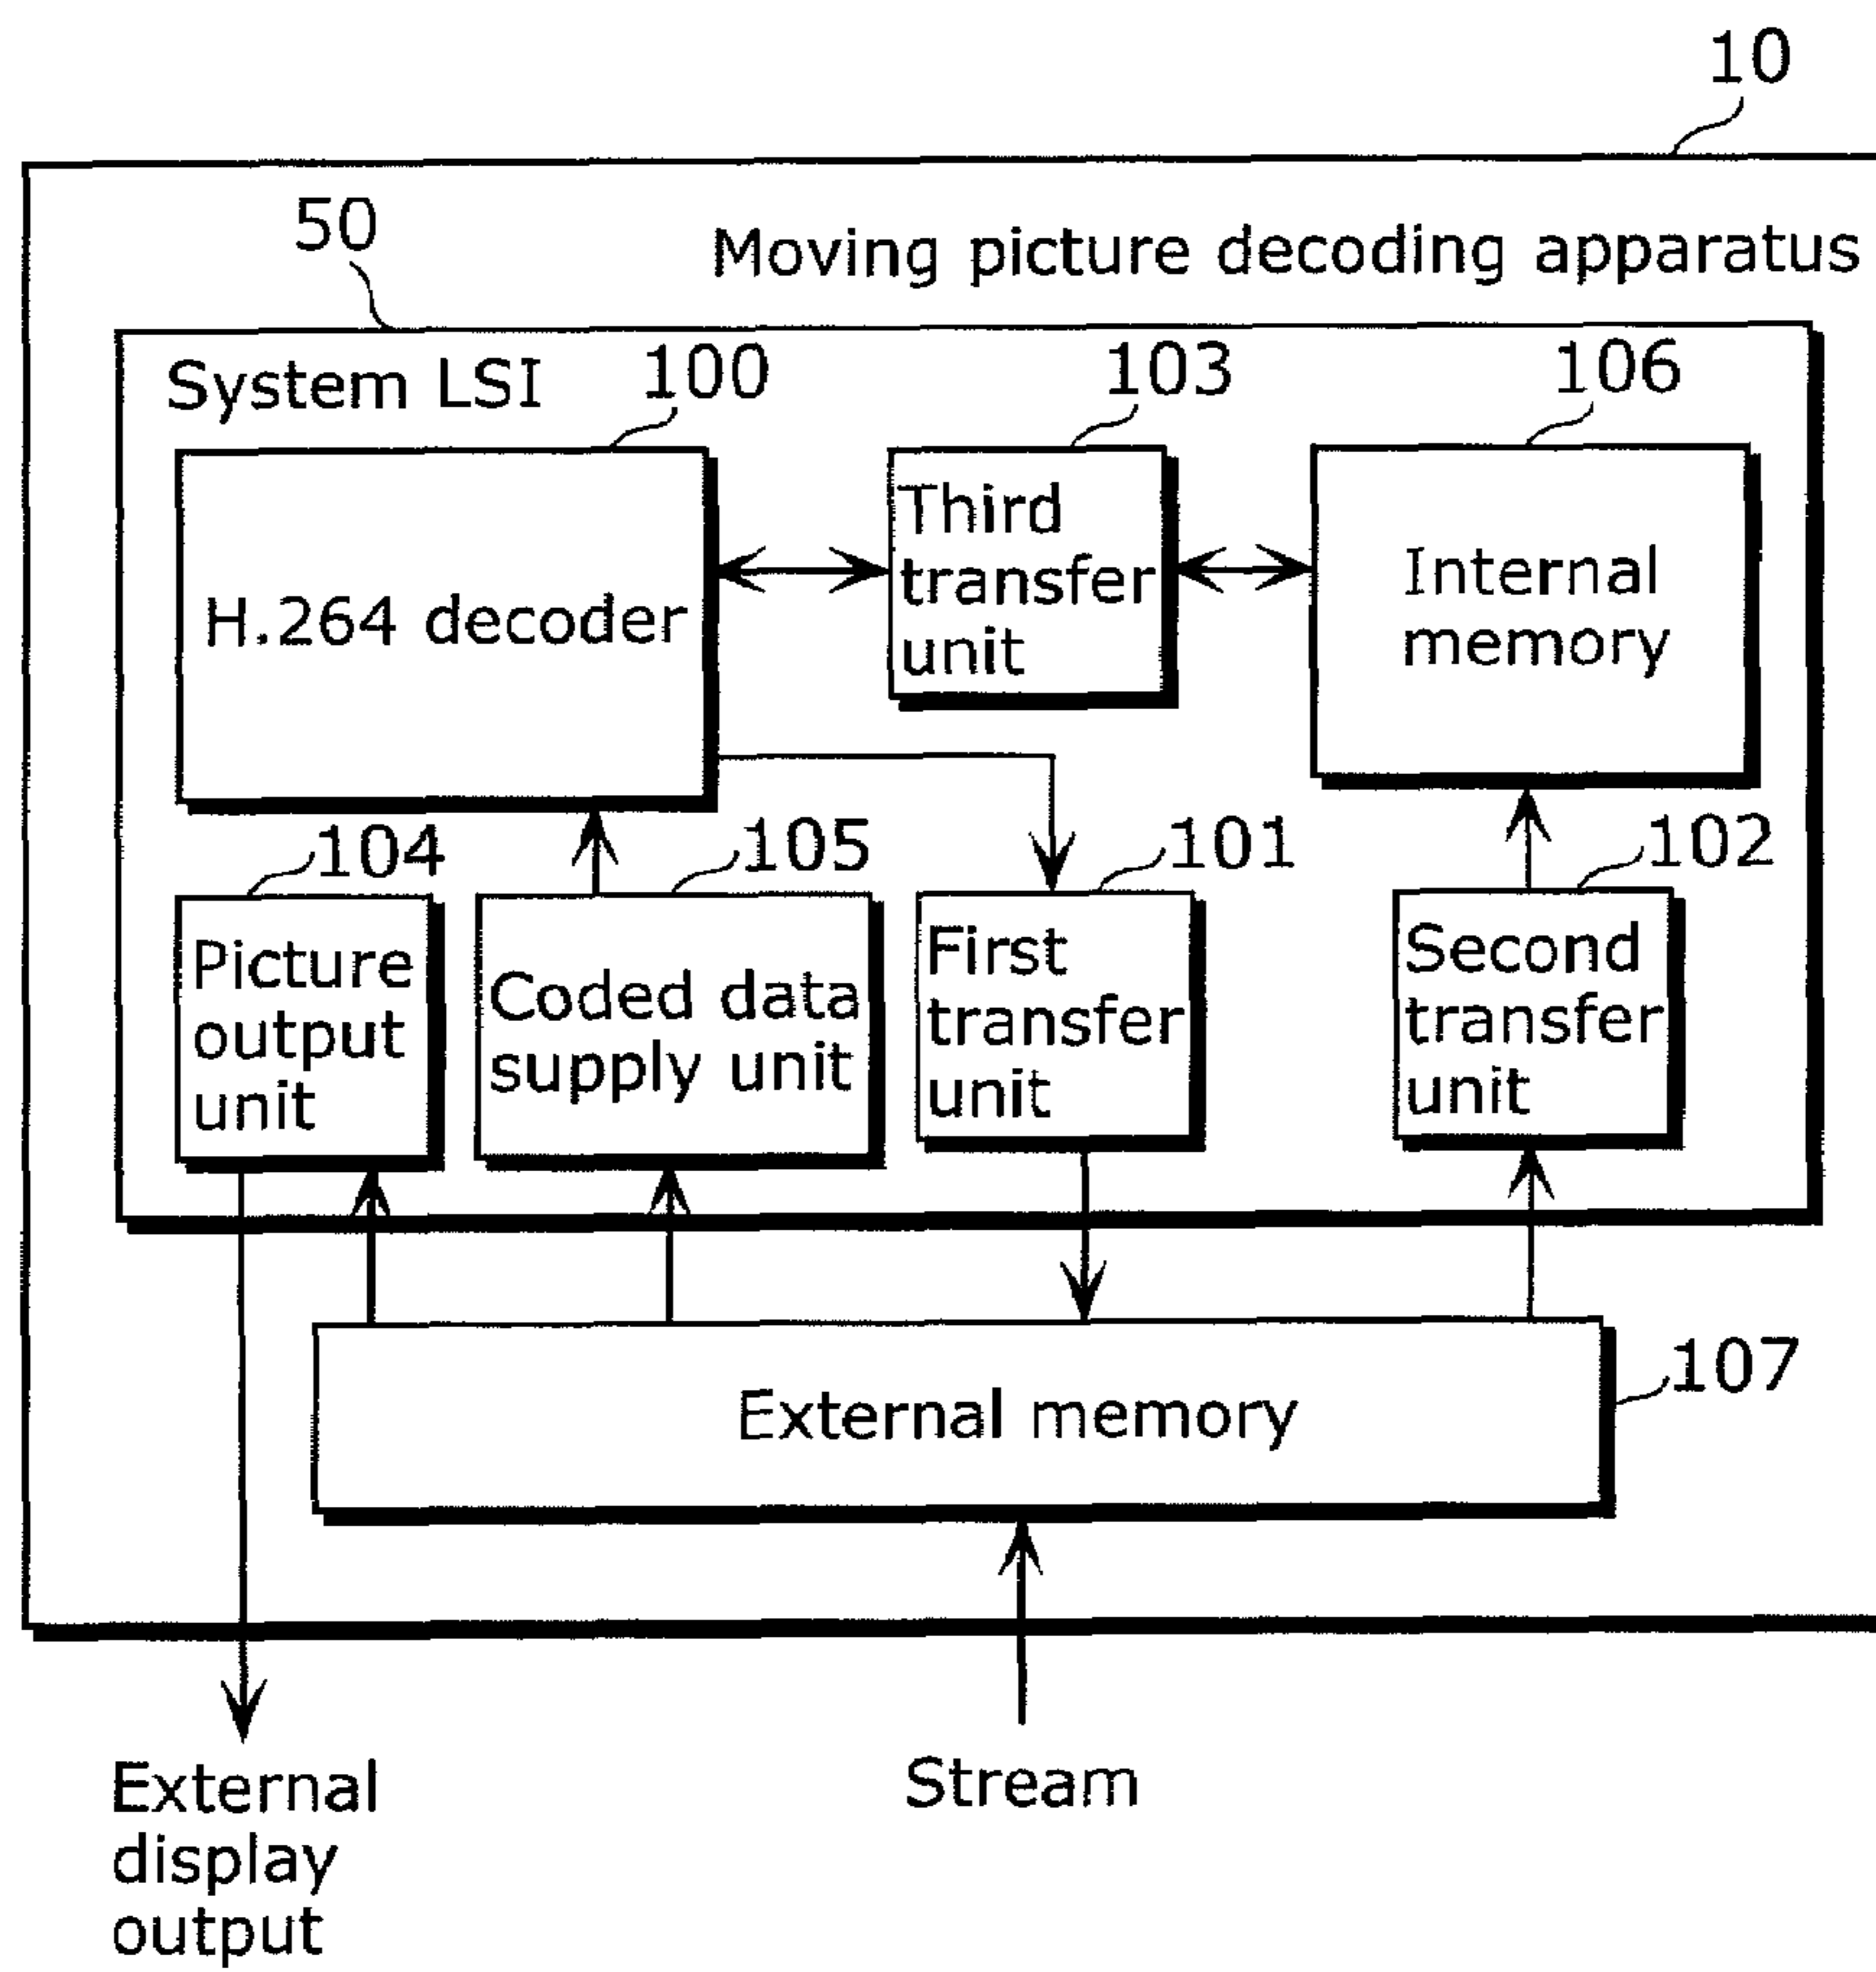 10
50
Moving picture decoding apparatus
System LSI
100
103
106
H.264 decoder
Third
transfer
unit
Internal
memory
104
105
101
102
Picture
output
unit
Coded data
supply unit
First
transfer
unit
Second
transfer
unit
External memory
107
External
display
output
Stream